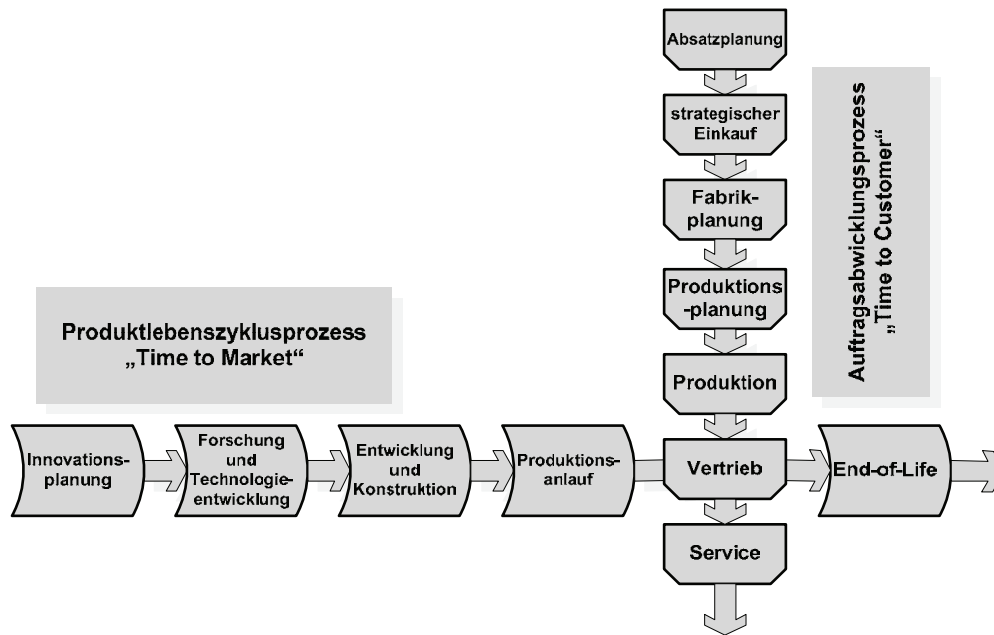 Absatzplanung
strategischer
Einkauf
Fabrik-
planung
Produktions
-planung
Produktion
Auftragsabwicklungsprozess
„Time to Customer“
Produktlebenszyklusprozess
„Time to Market“
Innovations-
planung
Forschung
und
Technologie-
entwicklung
Entwicklung
und
Konstruktion
Produktions-
anlauf
Vertrieb
End-of-Life
Service